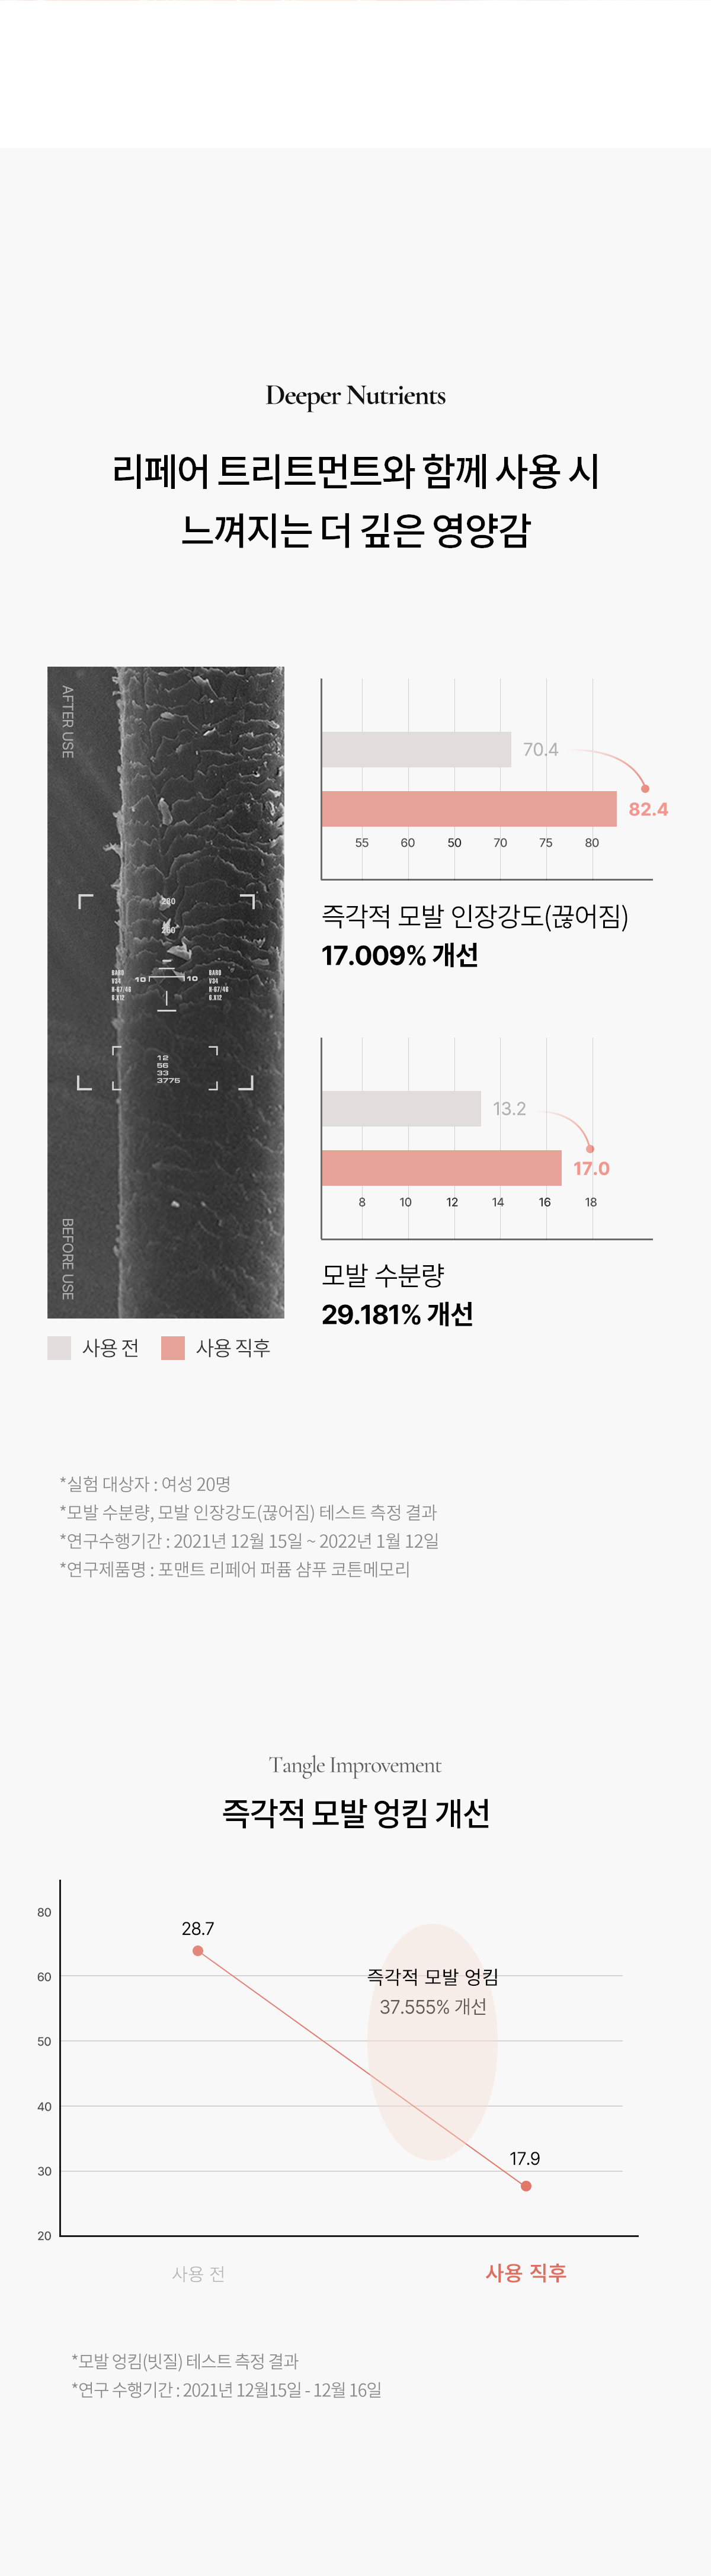 Deeper Nutrients
리페어 트리트먼트와 함께 사용 시
느껴지는 더 깊은 영양감
AFTER USE
280
260
BARO
V34
H-67/46
0.X12
10
10
BARO
V34
H-67/46
0.X12
12
56
33
3775
BEFORE USE
사용 전
사용 직후
70.4
82.4
55 60 50 70 75 80
즉각적 모발 인장강도(끊어짐)
17.009% 개선
13.2
17.0
8 10 12 14 16 18
모발 수분량
29.181% 개선
*실험 대상자 : 여성 20명
*모발 수분량, 모발 인장강도(끊어짐) 테스트 측정 결과
*연구수행기간 : 2021년 12월 15일 ~ 2022년 1월 12일
*연구제품명 : 포맨트 리페어 퍼퓸 샴푸 코튼메모리
Tangle Improvement
즉각적 모발 엉킴 개선
80
60
50
40
30
20
28.7
즉각적 모발 엉킴
37.555% 개선
17.9
사용 전
사용 직후
*모발 엉킴(빗질) 테스트 측정 결과
*연구 수행기간 : 2021년 12월15일 - 12월 16일